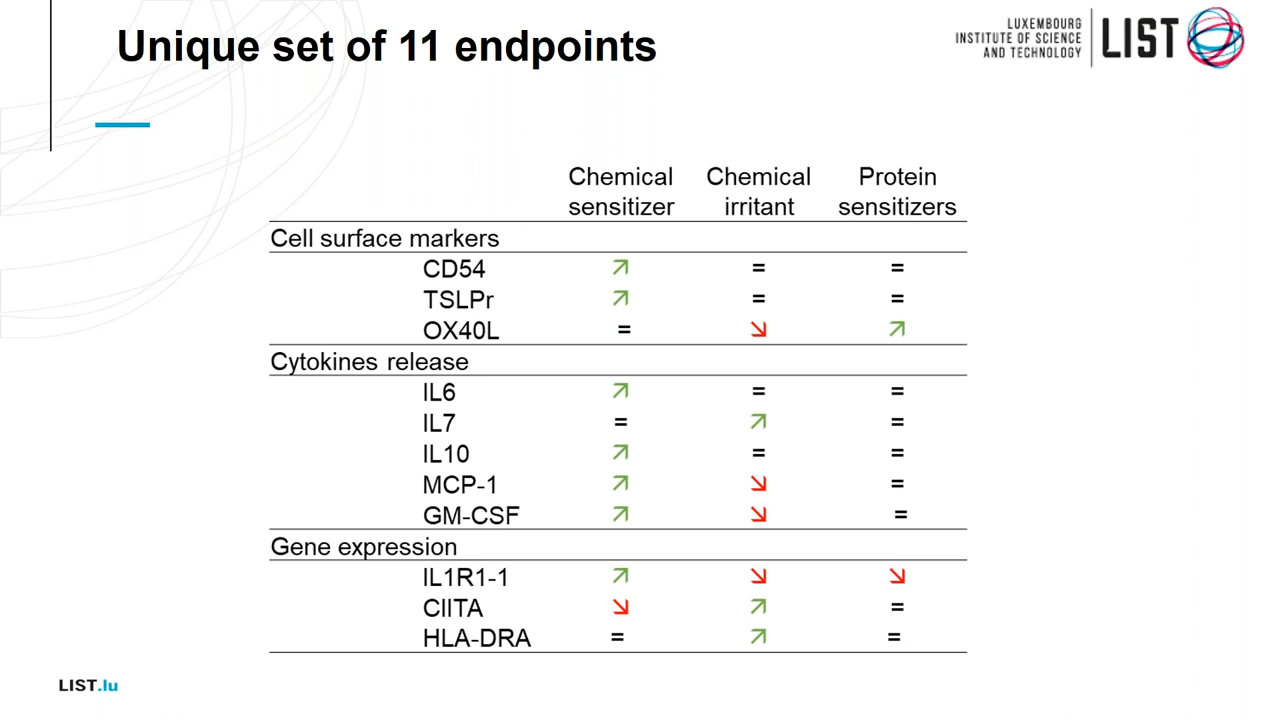 Unique set of 11 endpoints
LUXEMBOURG
INSTITUTE OF SCIENCE
AND TECHNOLOGY
LIST
Chemical sensitizer Chemical irritant Protein sensitizers
Cell surface markers
CD54 ↗ = =
TSLPr ↗ = =
OX40L = ↘ ↗
Cytokines release
IL6 ↗ = =
IL7 = ↗ =
IL10 ↗ = =
MCP-1 ↗ ↘ =
GM-CSF ↗ ↘ =
Gene expression
IL1R1-1 ↗ ↘ ↘
CIITA ↘ ↗ =
HLA-DRA = ↗ =
LIST.lu